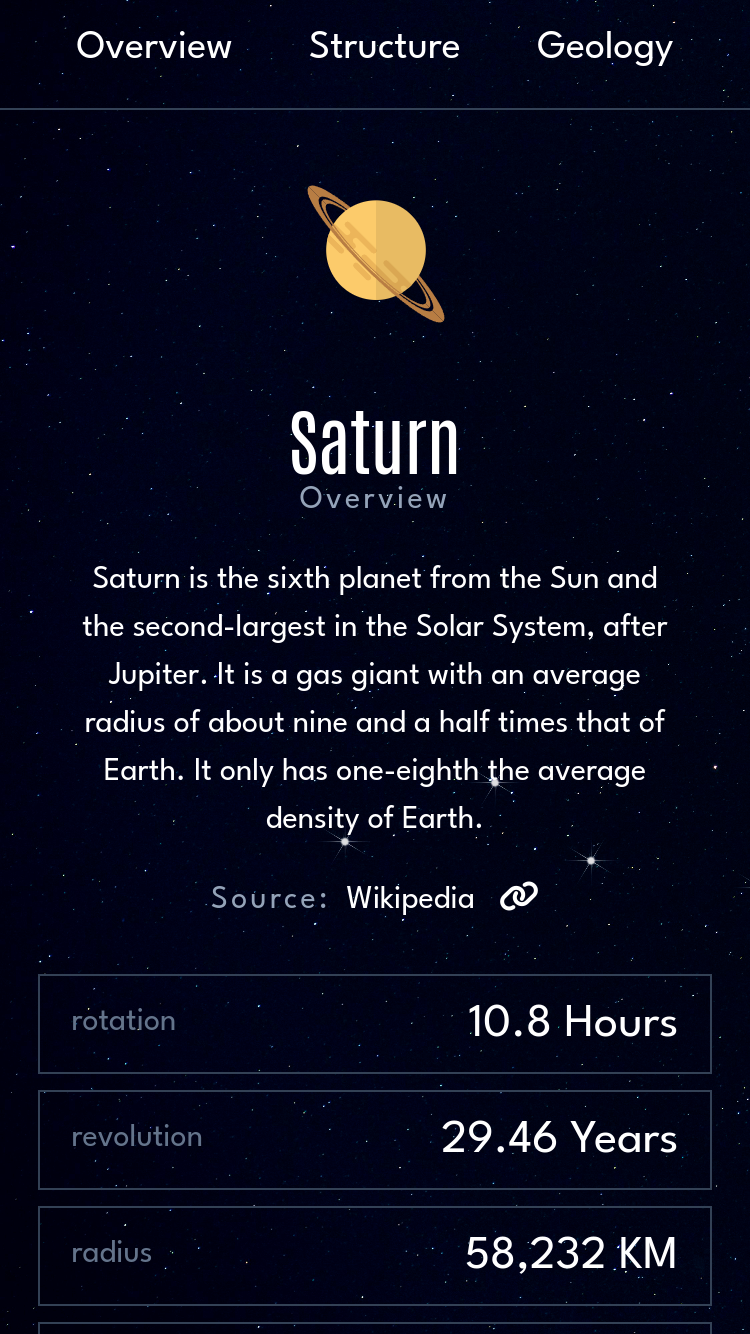 Overview Structure Geology
Saturn
Overview
Saturn is the sixth planet from the Sun and
the second-largest in the Solar System, after
Jupiter. It is a gas giant with an average
radius of about nine and a half times that of
Earth. It only has one-eighth the average
density of Earth.
Source: Wikipedia
rotation 10.8 Hours
revolution 29.46 Years
radius 58,232 KM